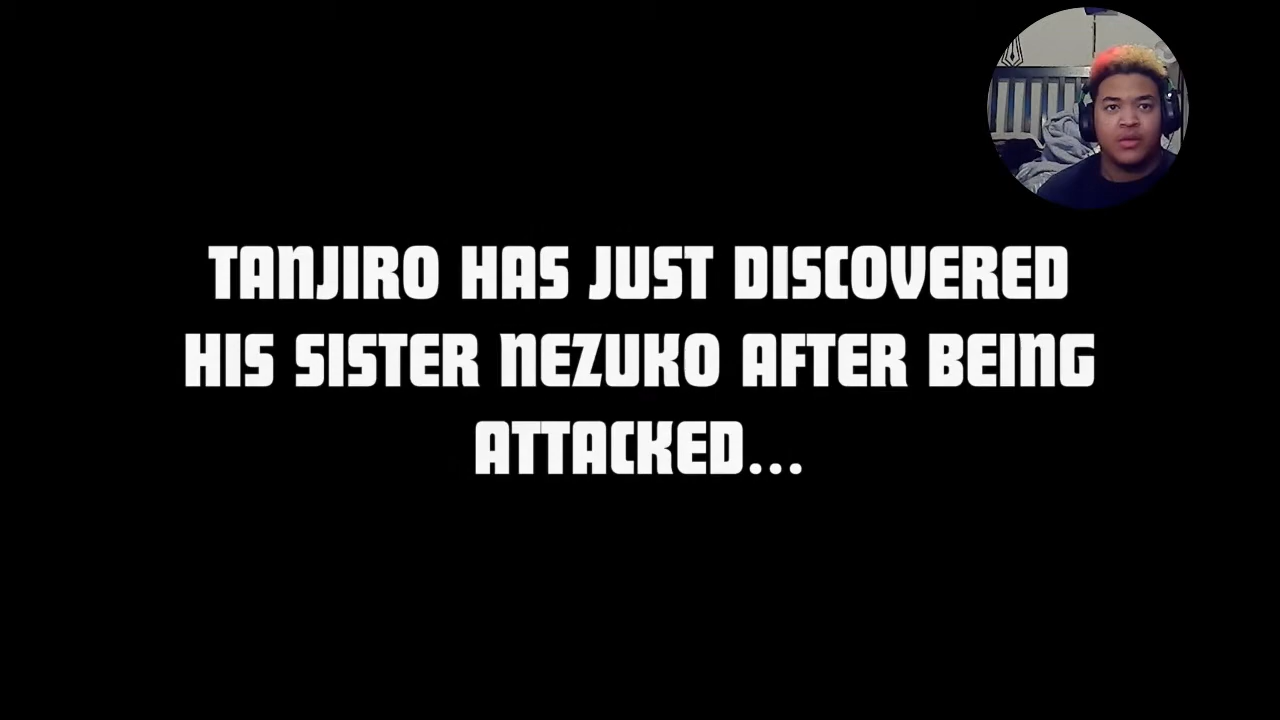 TANJIRO HAS JUST DISCOVERED
HIS SISTER NEZUKO AFTER BEING
ATTACKED...